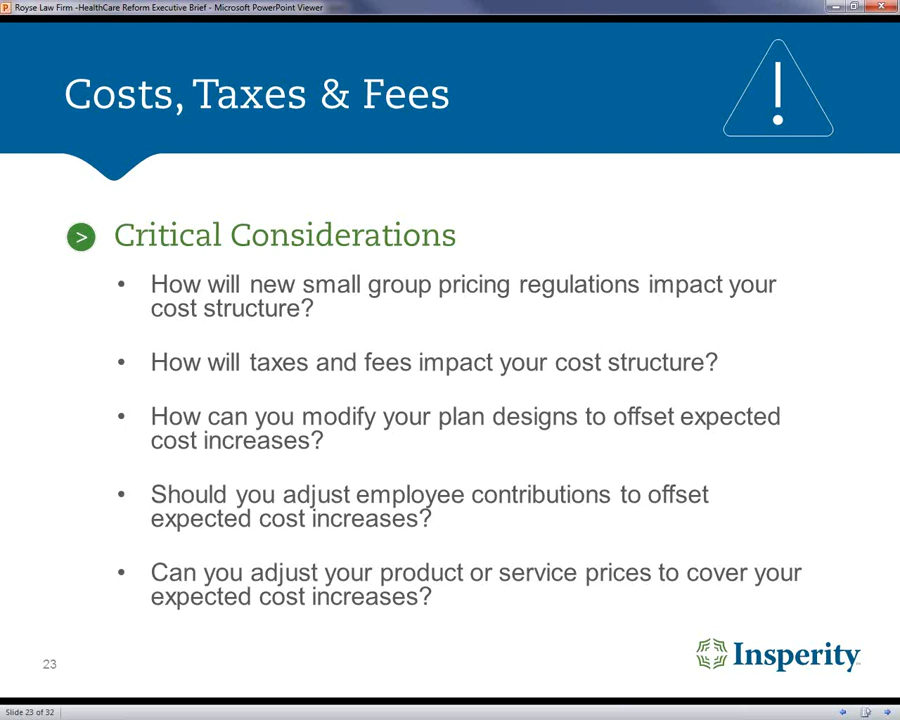 Royse Law Firm -HealthCare Reform Executive Brief - Microsoft PowerPoint Viewer
Costs, Taxes & Fees
!
> Critical Considerations
• How will new small group pricing regulations impact your
cost structure?
• How will taxes and fees impact your cost structure?
• How can you modify your plan designs to offset expected
cost increases?
• Should you adjust employee contributions to offset
expected cost increases?
• Can you adjust your product or service prices to cover your
expected cost increases?
23
Insperity
Slide 23 of 32